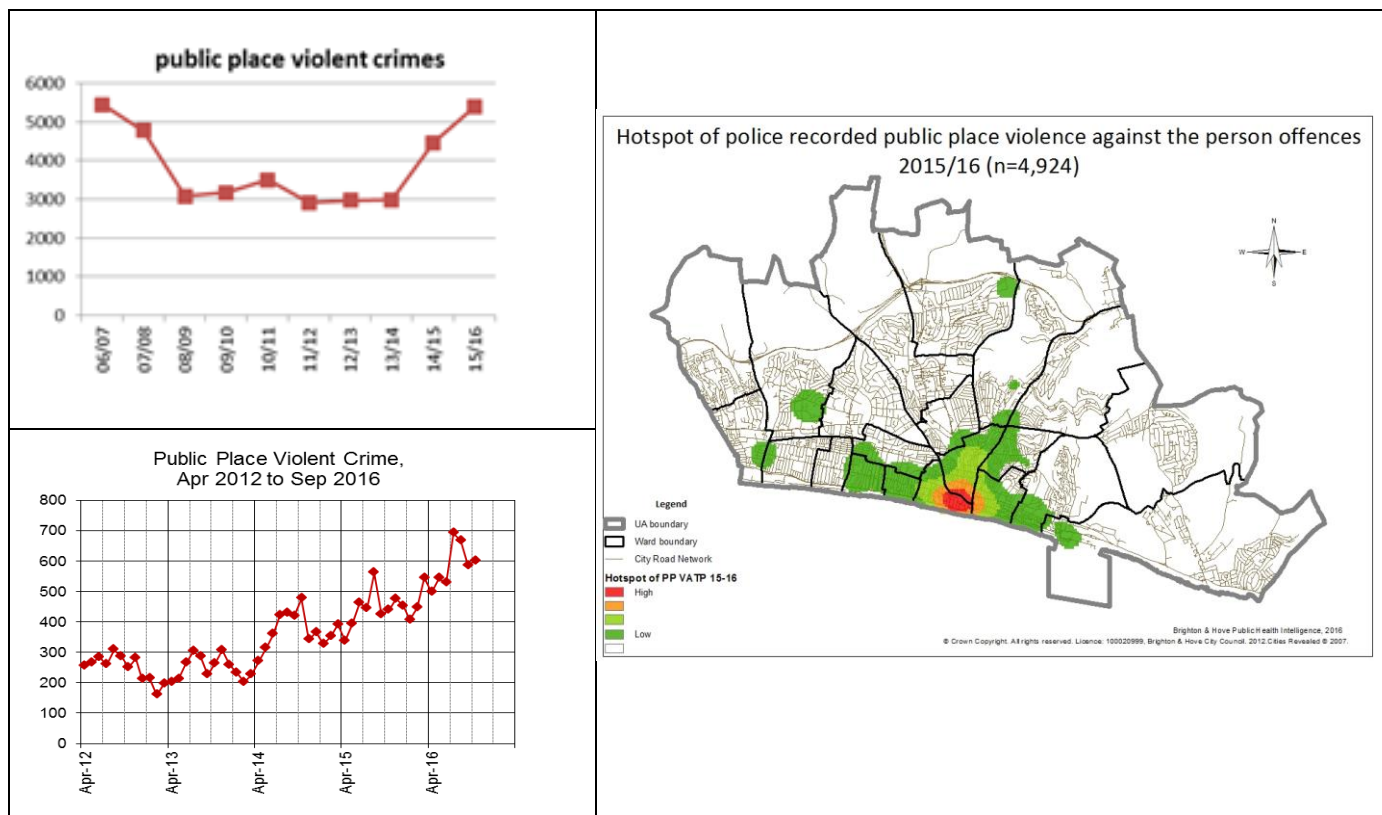 public place violent crimes
6000
5000
4000
3000
2000
1000
0
06/07
07/08
08/09
09/10
10/11
11/12
12/13
13/14
14/15
15/16
Public Place Violent Crime,
Apr 2012 to Sep 2016
800
700
600
500
400
300
200
100
0
Apr-12
Apr-13
Apr-14
Apr-15
Apr-16
Hotspot of police recorded public place violence against the person offences
2015/16 (n=4,924)
N
W
E
S
Legend
UA boundary
Ward boundary
City Road Network
Hotspot of PP VATP 15-16
High
Low
Brighton & Hove Public Health Intelligence, 2016
© Crown Copyright. All rights reserved. Licence: 100020999, Brighton & Hove City Council. 2012.Cities Revealed © 2007.